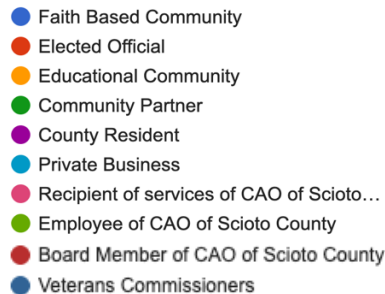 Faith Based Community
Elected Official
Educational Community
Community Partner
County Resident
Private Business
Recipient of services of CAO of Scioto...
Employee of CAO of Scioto County
Board Member of CAO of Scioto County
Veterans Commissioners